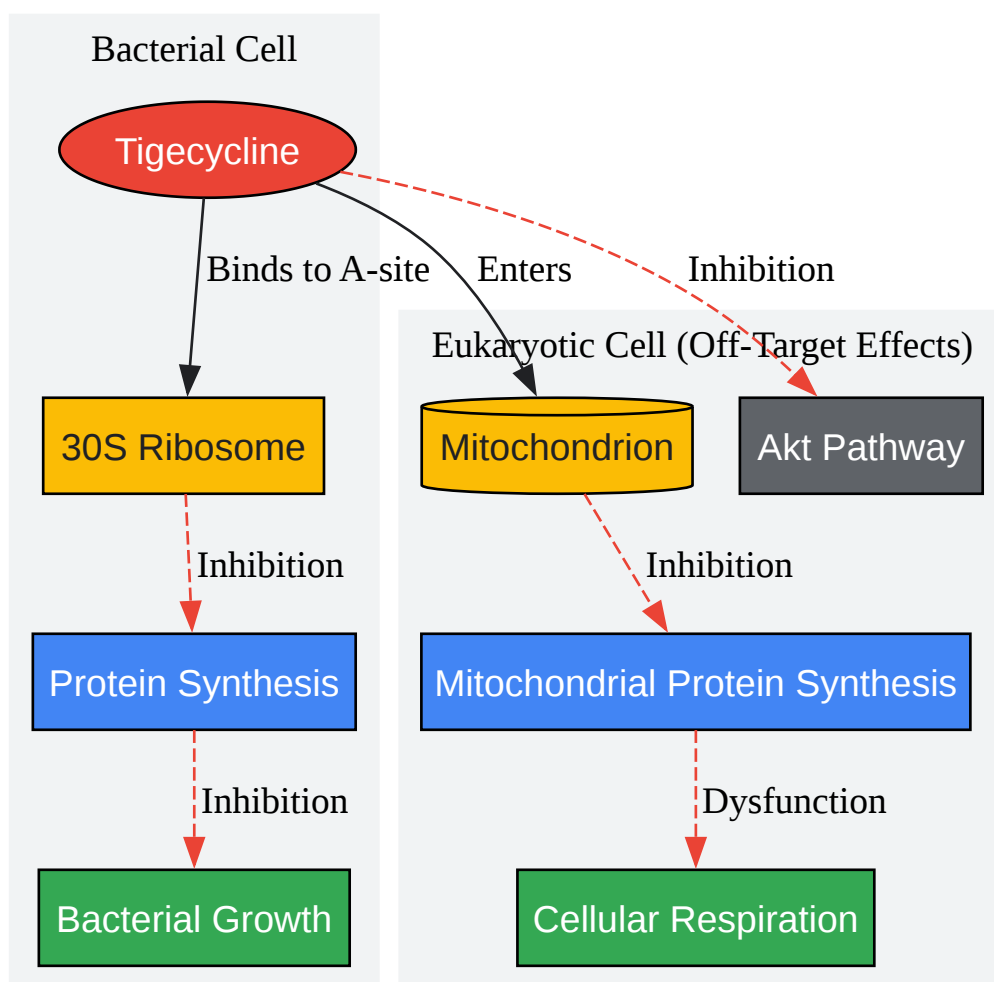 Bacterial Cell
Tigecycline
Binds to A-site
Enters
Inhibition
Eukaryotic Cell (Off-Target Effects)
30S Ribosome
Mitochondrion
Akt Pathway
Inhibition
Inhibition
Protein Synthesis
Mitochondrial Protein Synthesis
Inhibition
Dysfunction
Bacterial Growth
Cellular Respiration